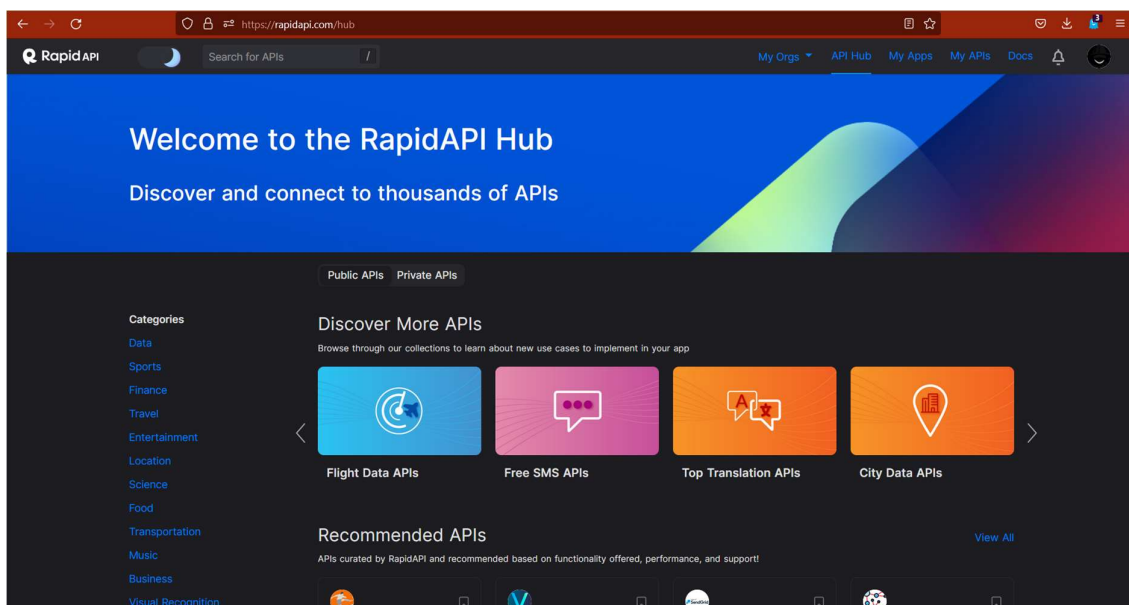 https://rapidapi.com/hub
3
Rapid API
Search for APIs
/
My Orgs
API Hub
My Apps
My APIs
Docs
Welcome to the RapidAPI Hub
Discover and connect to thousands of APIs
Public APIs
Private APIs
Categories
Data
Sports
Finance
Travel
Entertainment
Location
Science
Food
Transportation
Music
Business
Visual Recognition
Discover More APIs
Browse through our collections to learn about new use cases to implement in your app
A
文
Flight Data APIs
Free SMS APIs
Top Translation APIs
City Data APIs
Recommended APIs
View All
APIs curated by RapidAPI and recommended based on functionality offered, performance, and support!
SendGrid